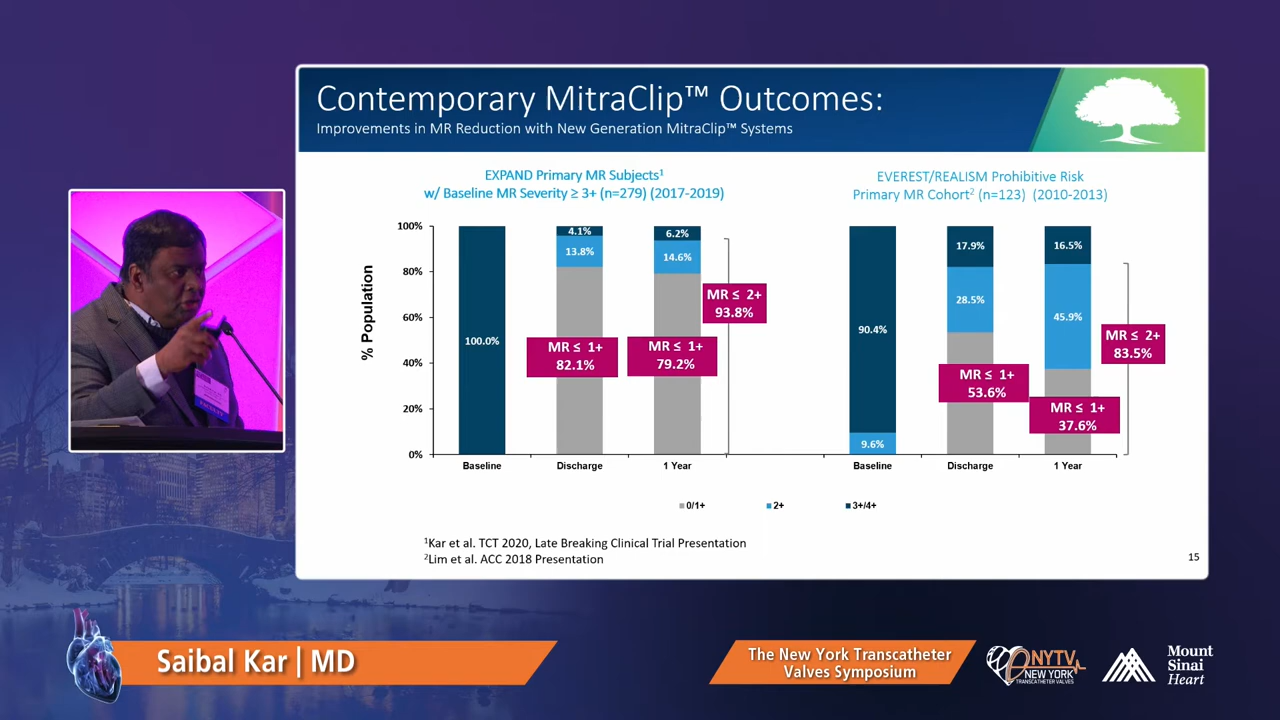 Contemporary MitraClip™ Outcomes:
Improvements in MR Reduction with New Generation MitraClip™ Systems
EXPAND Primary MR Subjects¹
w/ Baseline MR Severity ≥ 3+ (n=279) (2017-2019)
% Population
100%
80%
60%
40%
20%
0%
100.0%
4.1%
13.8%
MR ≤ 1+
82.1%
6.2%
14.6%
MR ≤ 1+
79.2%
MR ≤ 2+
93.8%
Baseline
Discharge
1 Year
EVEREST/REALISM Prohibitive Risk
Primary MR Cohort² (n=123) (2010-2013)
90.4%
9.6%
17.9%
28.5%
MR ≤ 1+
53.6%
16.5%
45.9%
MR ≤ 1+
37.6%
MR ≤ 2+
83.5%
Baseline
Discharge
1 Year
0/1+
2+
3+/4+
¹Kar et al. TCT 2020, Late Breaking Clinical Trial Presentation
²Lim et al. ACC 2018 Presentation
15
Saibal Kar | MD
The New York Transcatheter
Valves Symposium
NYTV
NEW YORK
TRANSCATHETER VALVES
Mount
Sinai
Heart